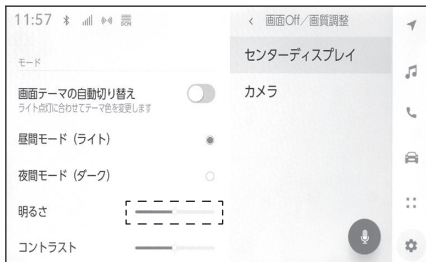 11:57
モード
画面テーマの自動切り替え
ライト点灯に合わせてテーマ色を変更します
昼間モード（ライト）
夜間モード（ダーク）
明るさ
コントラスト
< 画面Off／画質調整
センターディスプレイ
カメラ